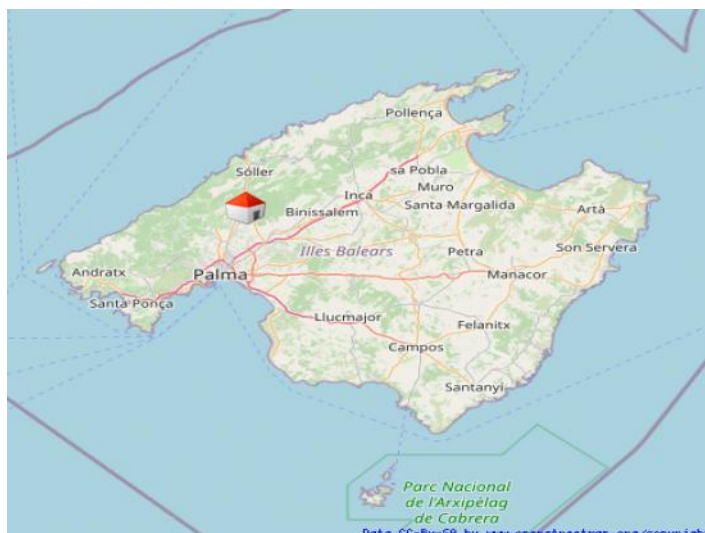 Pollença
Sóller
sa Pobla
Inca
Muro
Binissalem
Santa Margalida
Artà
Illes Balears
Petra
Son Servera
Andratx
Palma
Manacor
Santa Ponça
Llucmajor
Felanitx
Campos
Santanyí
Parc Nacional
de l'Arxipèlag
de Cabrera